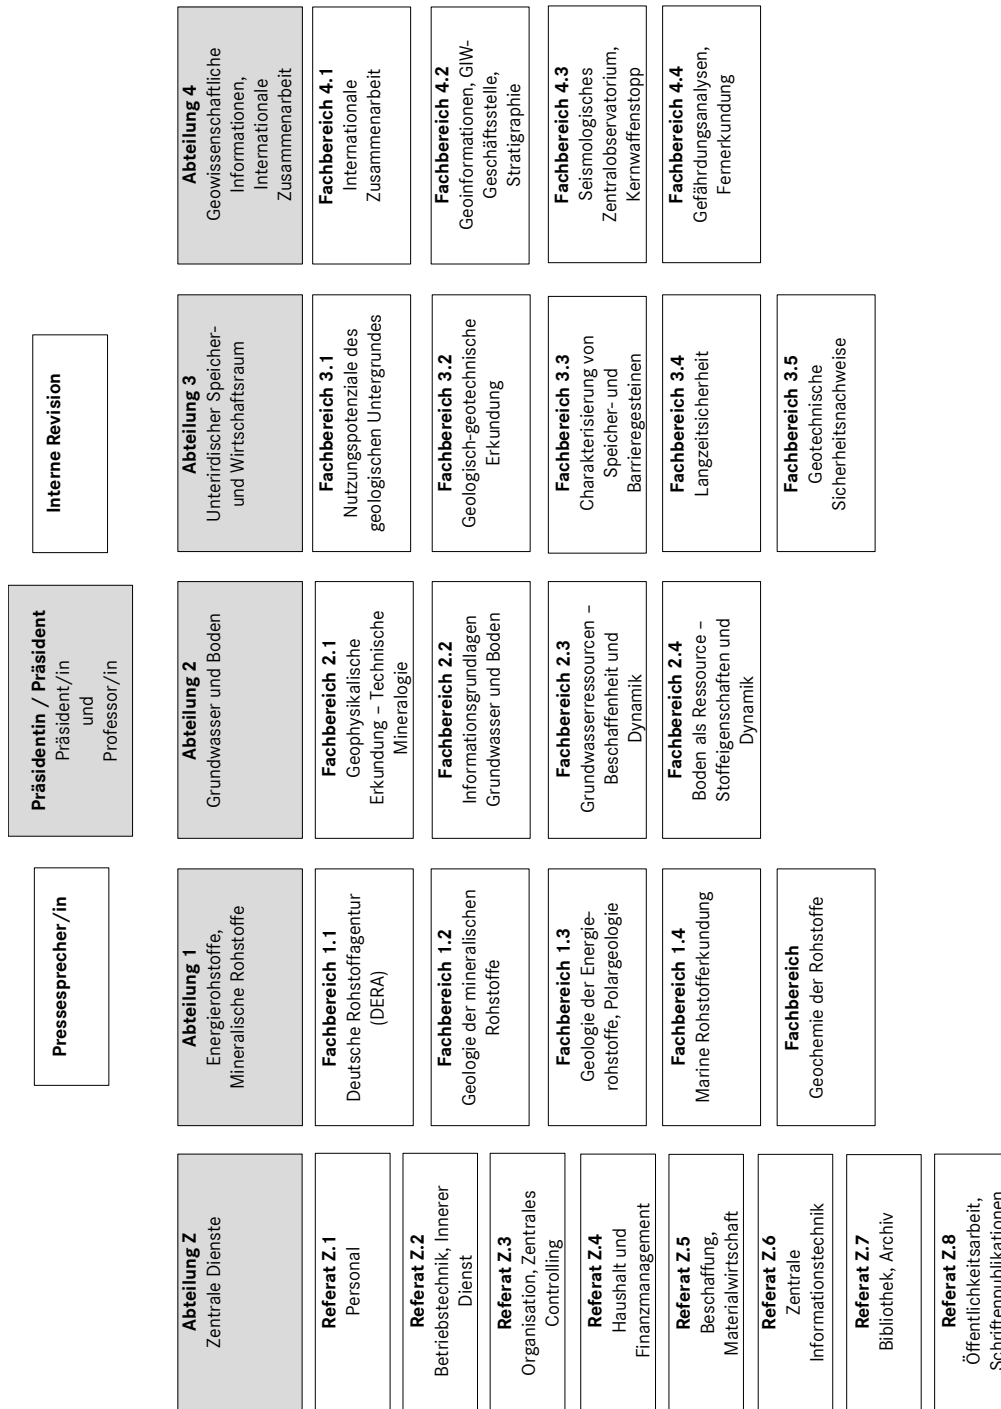 Präsidentin / Präsident
Präsident/in
und
Professor/in
Pressesprecher/in
Interne Revision
Abteilung Z
Zentrale Dienste
Referat Z.1
Personal
Referat Z.2
Betriebstechnik, Innerer
Dienst
Referat Z.3
Organisation, Zentrales
Controlling
Referat Z.4
Haushalt und
Finanzmanagement
Referat Z.5
Beschaffung,
Materialwirtschaft
Referat Z.6
Zentrale
Informationstechnik
Referat Z.7
Bibliothek, Archiv
Referat Z.8
Öffentlichkeitsarbeit,
Schriftenpublikationen
Abteilung 1
Energierohstoffe,
Mineralische Rohstoffe
Fachbereich 1.1
Deutsche Rohstoffagentur
(DERA)
Fachbereich 1.2
Geologie der mineralischen
Rohstoffe
Fachbereich 1.3
Geologie der Energie-
rohstoffe, Polargeologie
Fachbereich 1.4
Marine Rohstofferkundung
Fachbereich
Geochemie der Rohstoffe
Abteilung 2
Grundwasser und Boden
Fachbereich 2.1
Geophysikalische
Erkundung – Technische
Mineralogie
Fachbereich 2.2
Informationsgrundlagen
Grundwasser und Boden
Fachbereich 2.3
Grundwasserressourcen –
Beschaffenheit und
Dynamik
Fachbereich 2.4
Boden als Ressource –
Stoffeigenschaften und
Dynamik
Abteilung 3
Unterirdischer Speicher-
und Wirtschaftsraum
Fachbereich 3.1
Nutzungspotenziale des
geologischen Untergrundes
Fachbereich 3.2
Geologisch-geotechnische
Erkundung
Fachbereich 3.3
Charakterisierung von
Speicher- und
Barrieregesteinen
Fachbereich 3.4
Langzeitsicherheit
Fachbereich 3.5
Geotechnische
Sicherheitsnachweise
Abteilung 4
Geowissenschaftliche
Informationen,
Internationale
Zusammenarbeit
Fachbereich 4.1
Internationale
Zusammenarbeit
Fachbereich 4.2
Geoinformationen, GIW-
Geschäftsstelle,
Stratigraphie
Fachbereich 4.3
Seismologisches
Zentralobservatorium,
Kernwaffenstopp
Fachbereich 4.4
Gefährdungsanalysen,
Fernerkundung